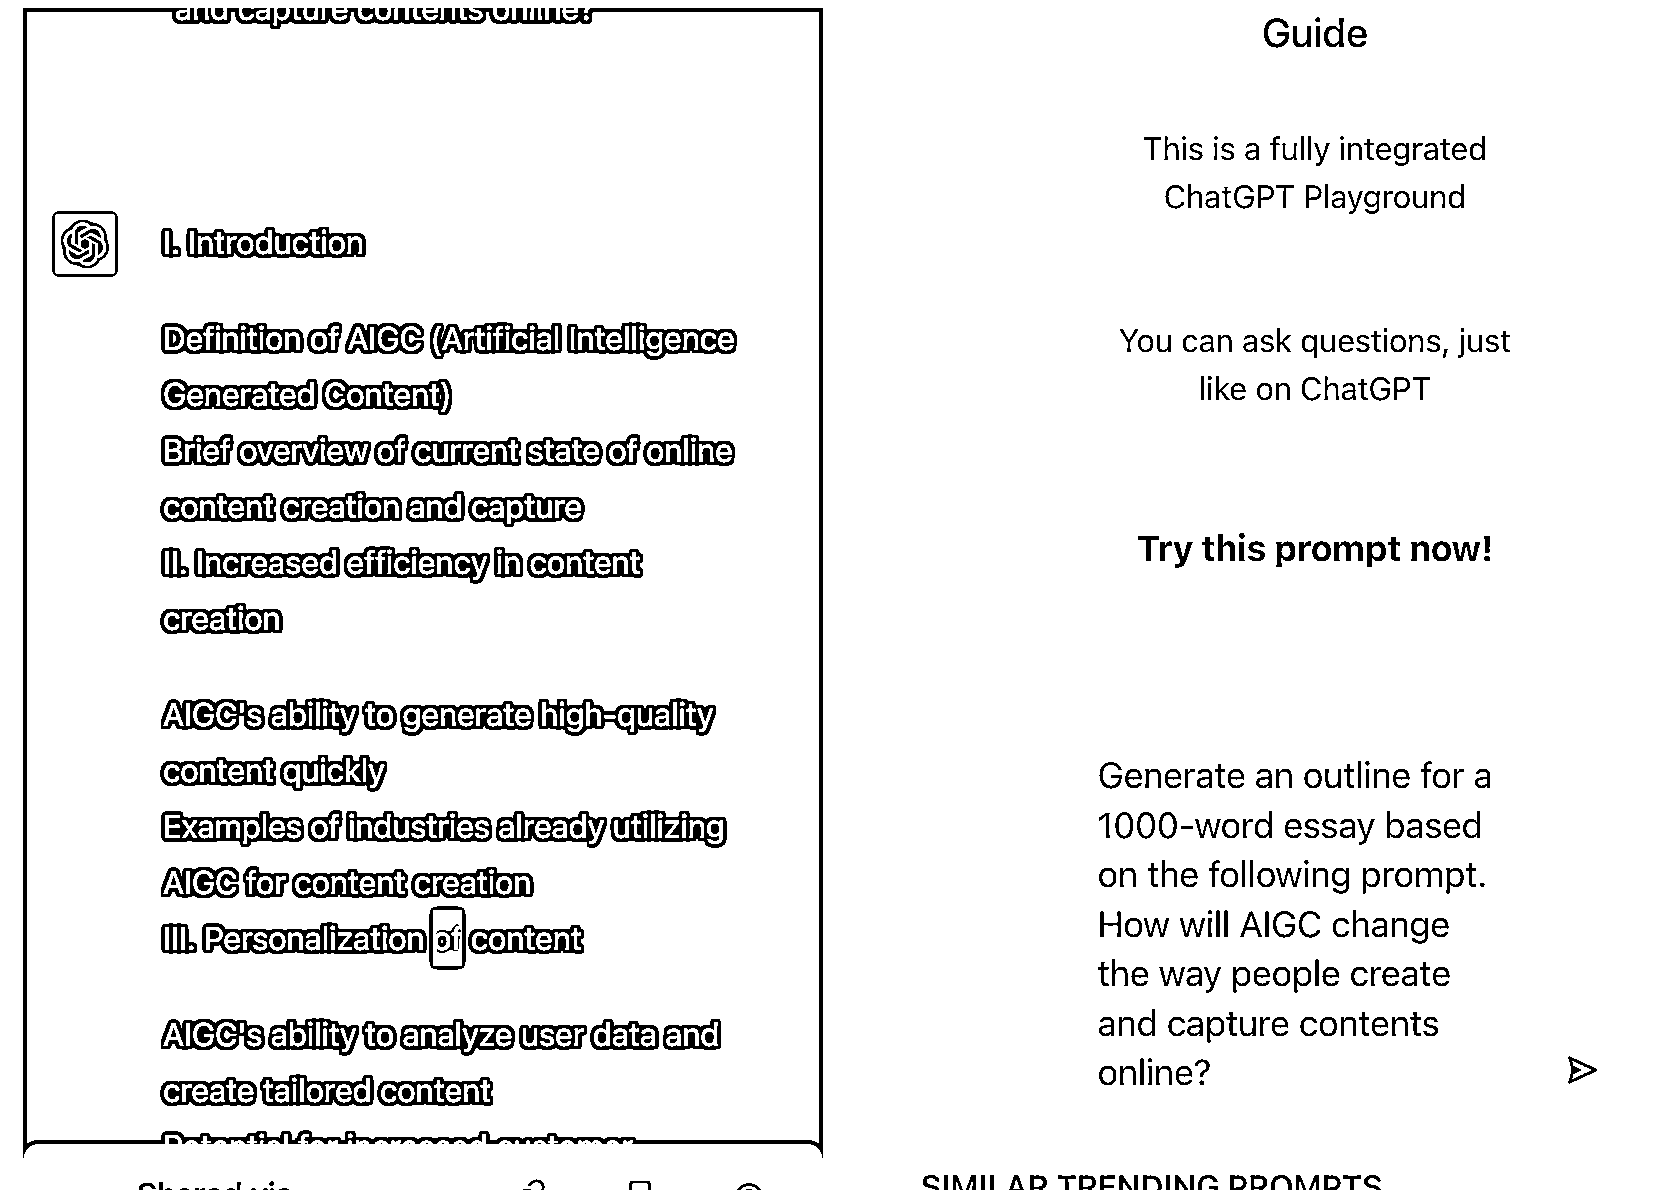 and capture contents online?
I. Introduction
Definition of AIGC (Artificial Intelligence
Generated Content)
Brief overview of current state of online
content creation and capture
II. Increased efficiency in content
creation
AIGC's ability to generate high-quality
content quickly
Examples of industries already utilizing
AIGC for content creation
III. Personalization of content
AIGC's ability to analyze user data and
create tailored content
Potential for increased customer
Shared via
Guide
This is a fully integrated
ChatGPT Playground
You can ask questions, just
like on ChatGPT
Try this prompt now!
Generate an outline for a
1000-word essay based
on the following prompt.
How will AIGC change
the way people create
and capture contents
online?
SIMILAR TRENDING PROMPTS